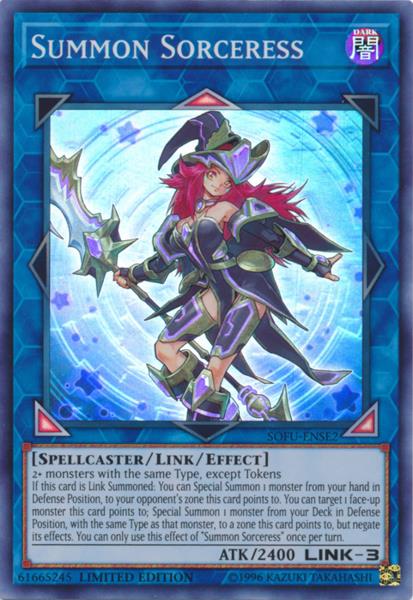 SUMMON SORCERESS
DARK
闇
SOFU-ENSE2
[SPELLCASTER/LINK/EFFECT]
2+ monsters with the same Type, except Tokens
If this card is Link Summoned: You can Special Summon 1 monster from your hand in
Defense Position, to your opponent's zone this card points to. You can target 1 face-up
monster this card points to; Special Summon 1 monster from your Deck in Defense
Position, with the same Type as that monster, to a zone this card points to, but negate
its effects. You can only use this effect of "Summon Sorceress" once per turn.
ATK/2400 LINK-3
61665245 LIMITED EDITION ©1996 KAZUKI TAKAHASHI